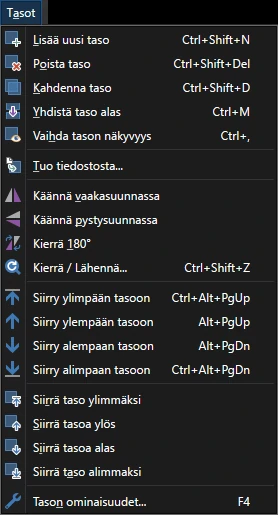 Tasot
Lisää uusi taso Ctrl+Shift+N
Poista taso Ctrl+Shift+Del
Kahdenna taso Ctrl+Shift+D
Yhdistä taso alas Ctrl+M
Vaihda tason näkyvyys Ctrl+,
Tuo tiedostosta...
Käännä vaakasuunnassa
Käännä pystysuunnassa
Kierrä 180°
Kierrä / Lähennä... Ctrl+Shift+Z
Siirry ylimpään tasoon Ctrl+Alt+PgUp
Siirry ylempään tasoon Alt+PgUp
Siirry alempaan tasoon Alt+PgDn
Siirry alimpaan tasoon Ctrl+Alt+PgDn
Siirrä taso ylimmäksi
Siirrä tasoa ylös
Siirrä tasoa alas
Siirrä taso alimmaksi
Tason ominaisuudet... F4